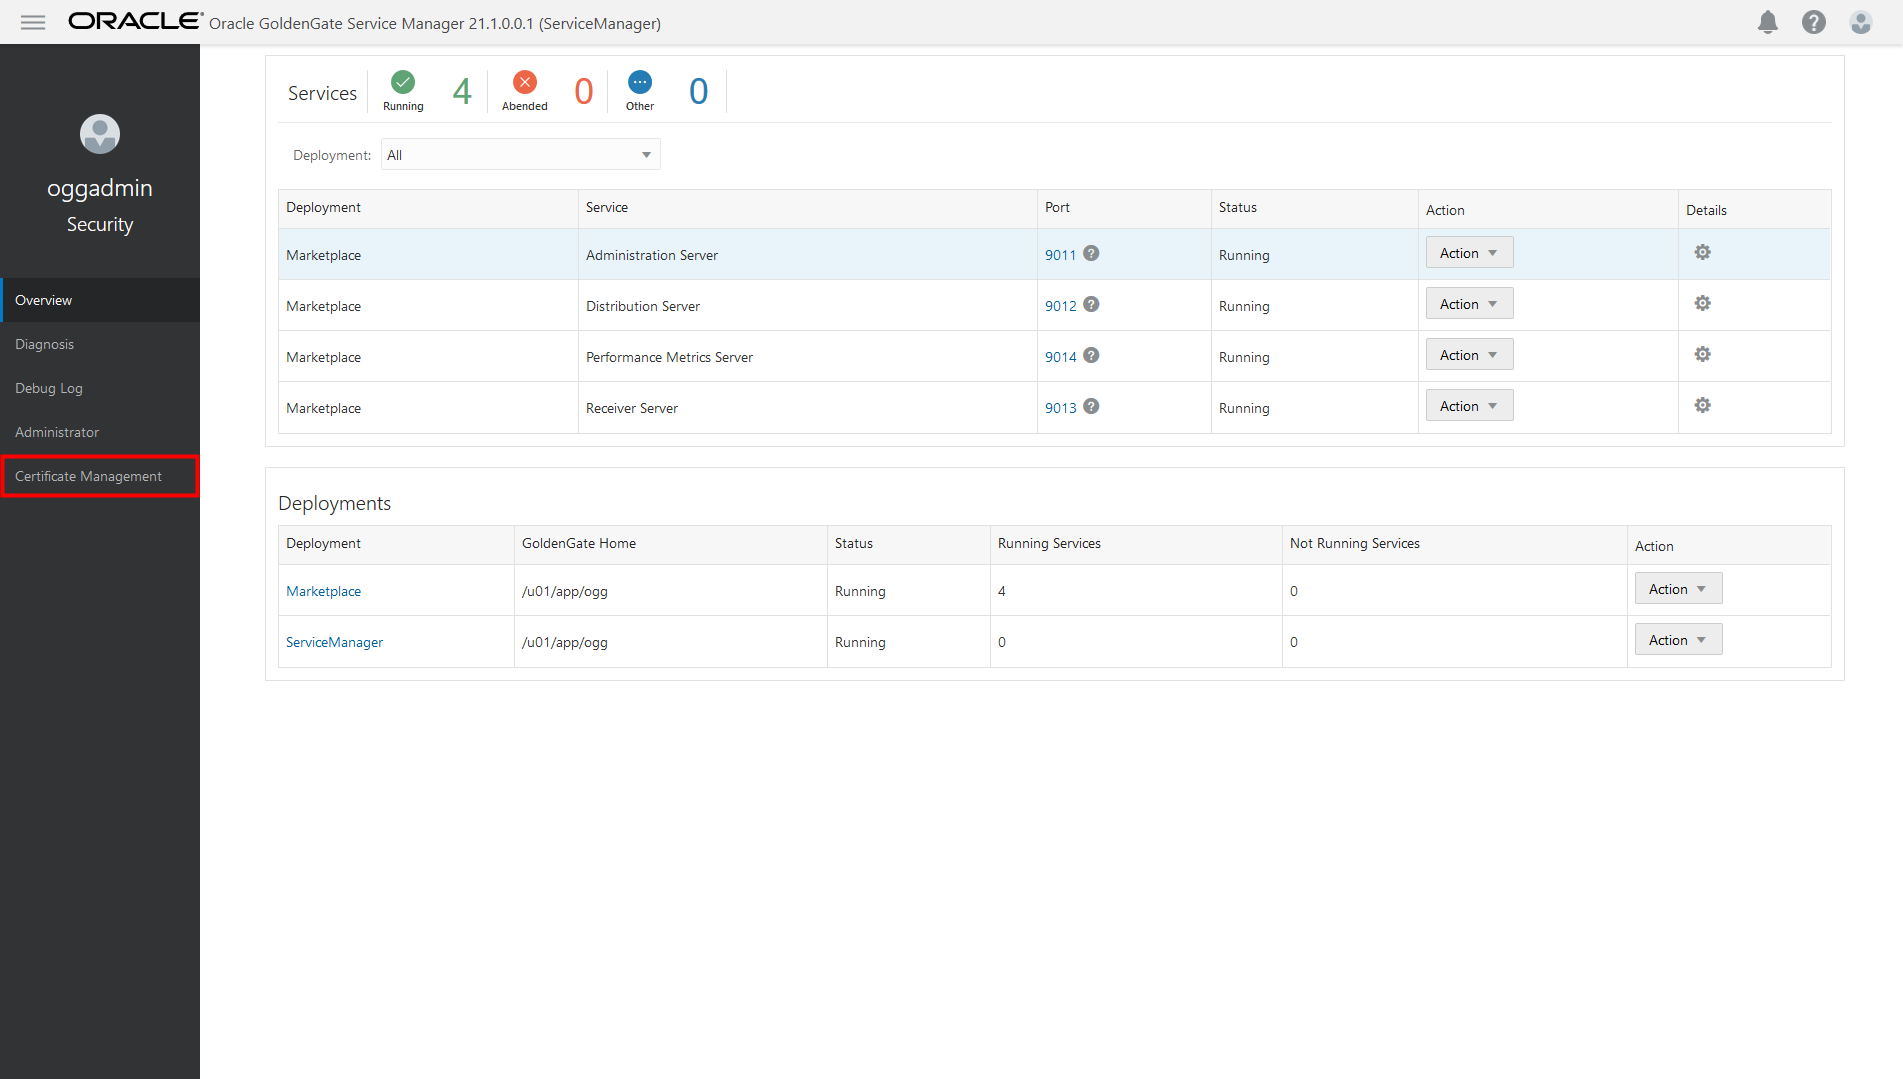 ORACLE® Oracle GoldenGate Service Manager 21.1.0.0.1 (ServiceManager)
oggadmin
Security
Overview
Diagnosis
Debug Log
Administrator
Certificate Management
Services Running 4 Abended 0 Other 0
Deployment: All
Deployment Service Port Status Action Details
Marketplace Administration Server 9011 Running Action
Marketplace Distribution Server 9012 Running Action
Marketplace Performance Metrics Server 9014 Running Action
Marketplace Receiver Server 9013 Running Action
Deployments
Deployment GoldenGate Home Status Running Services Not Running Services Action
Marketplace /u01/app/ogg Running 4 0 Action
ServiceManager /u01/app/ogg Running 0 0 Action